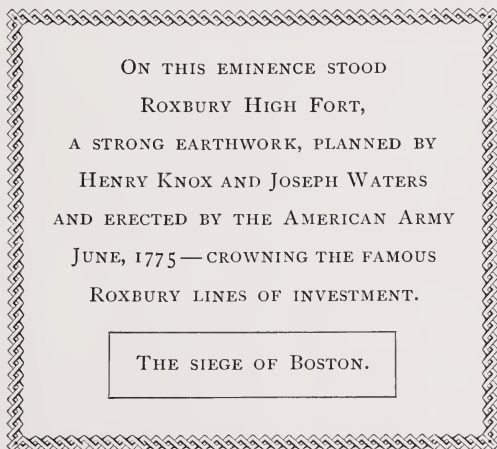 On this eminence stood
Roxbury High Fort,
a strong earthwork, planned by
Henry Knox and Joseph Waters
and erected by the American Army
June, 1775—crowning the famous
Roxbury lines of investment.
The siege of Boston.